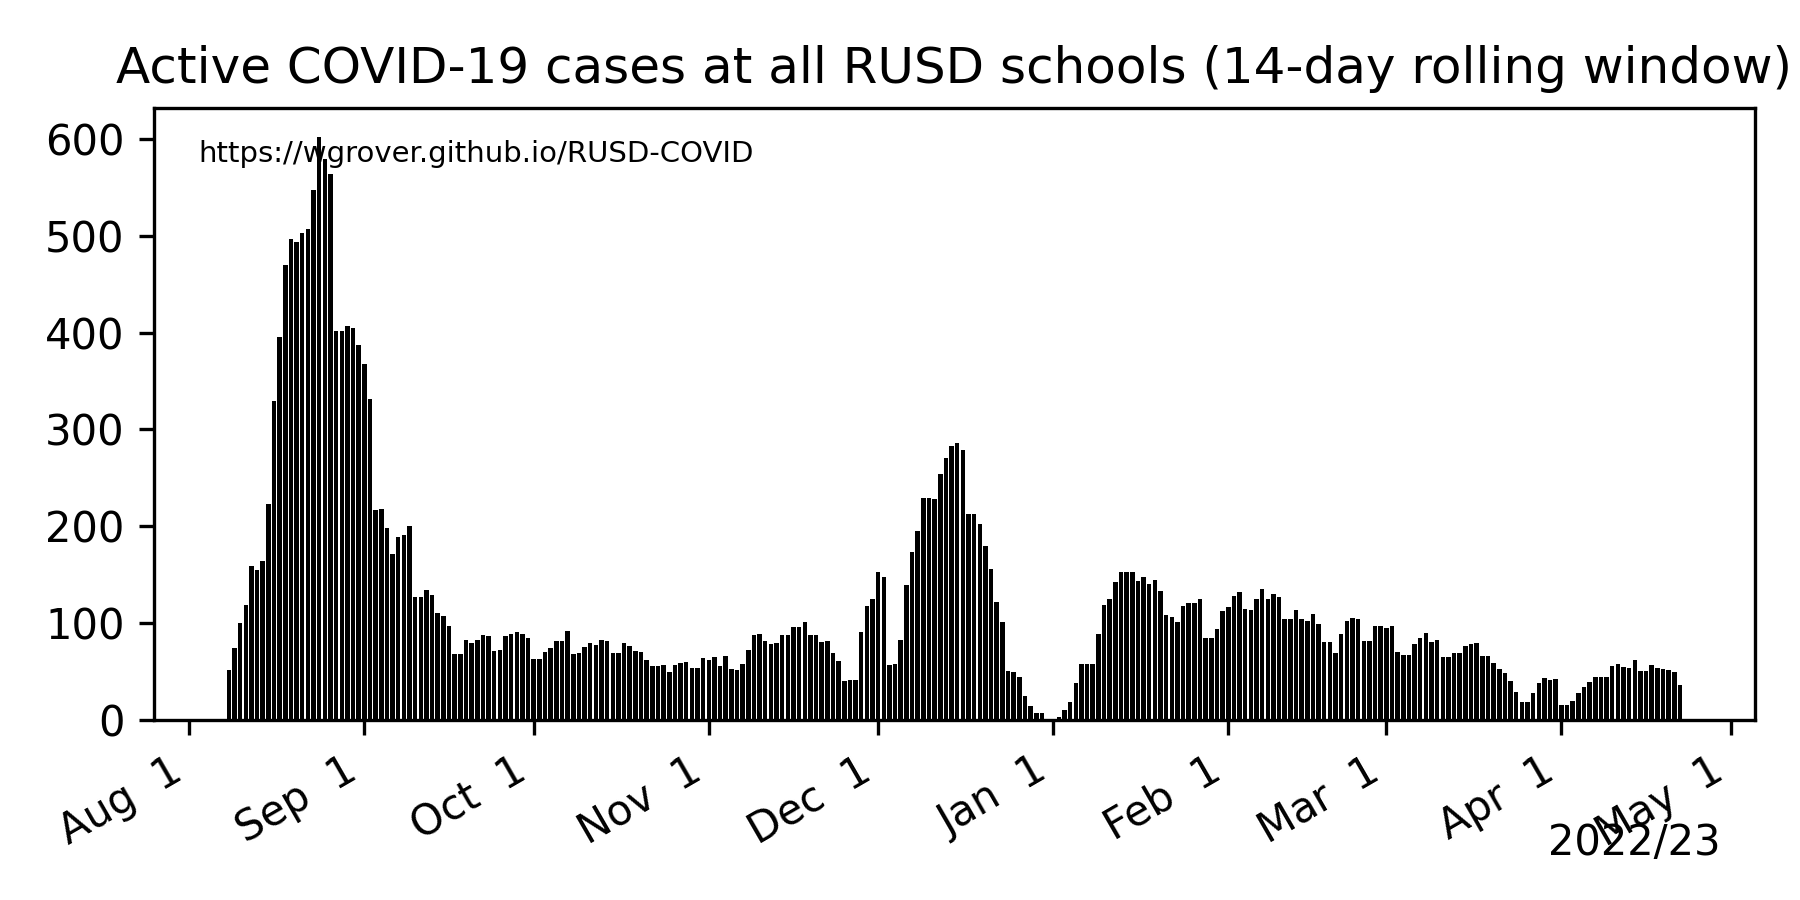 Active COVID-19 cases at all RUSD schools (14-day rolling window)
600
https://wgrover.github.io/RUSD-COVID
500
400
300
200
100
0
Aug 1
Sep 1
Oct 1
Nov 1
Dec 1
Jan 1
Feb 1
Mar 1
Apr 1
May 1
2022/23